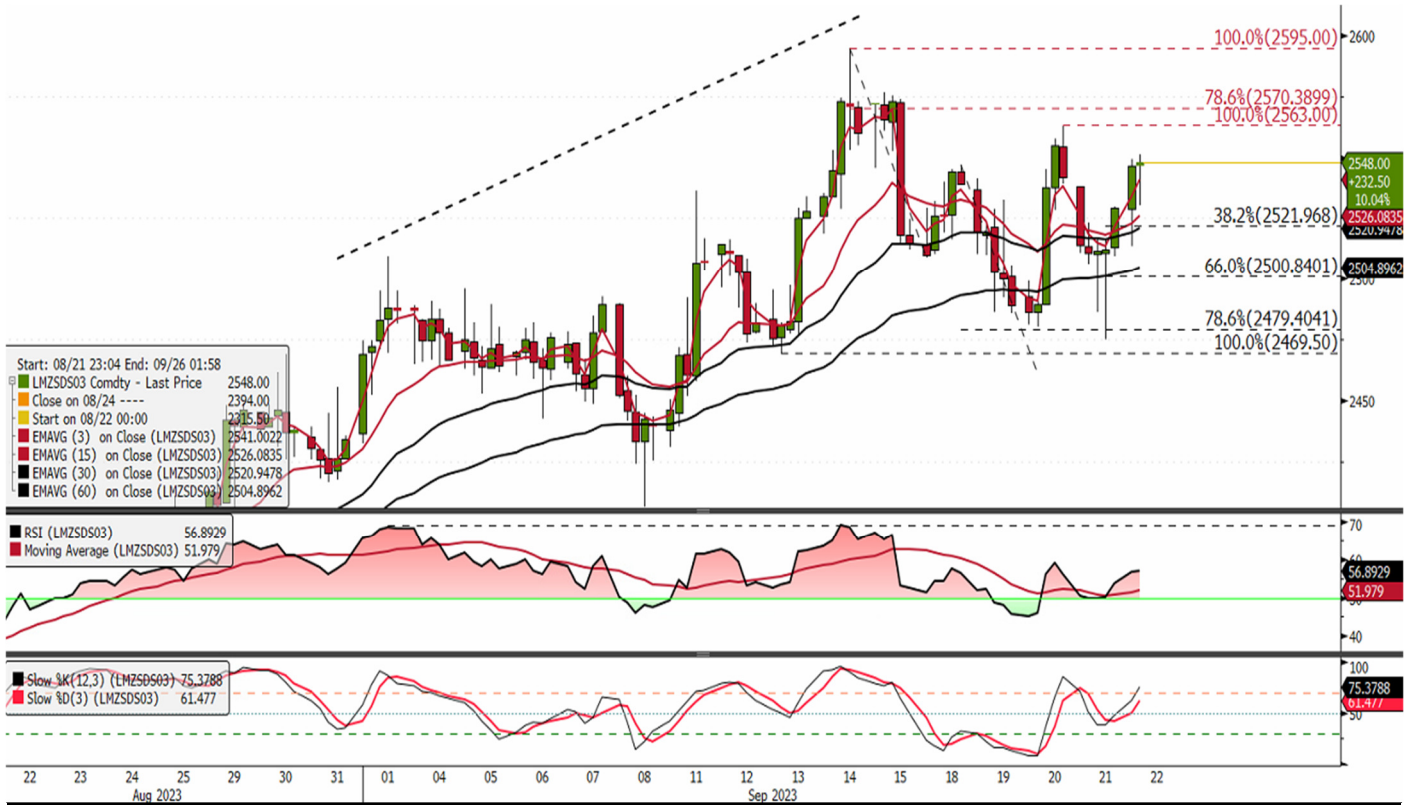 2600
100.0%(2595.00)
78.6%(2570.3899)
100.0%(2563.00)
2548.00
+232.50
10.04%
38.2%(2521.968)
2526.0835
2520.9478
2504.8962
66.0%(2500.8401)
2500
78.6%(2479.4041)
100.0%(2469.50)
2450
Start: 08/21 23:04 End: 09/26 01:58
LMZSDS03 Comdty - Last Price 2548.00
Close on 08/24 ---- 2394.00
Start on 08/22 00:00 2315.50
EMAVG (3) on Close (LMZSDS03) 2541.0022
EMAVG (15) on Close (LMZSDS03) 2526.0835
EMAVG (30) on Close (LMZSDS03) 2520.9478
EMAVG (60) on Close (LMZSDS03) 2504.8962
RSI (LMZSDS03) 56.8929
Moving Average (LMZSDS03) 51.979
70
60
56.8929
51.979
50
40
Slow %K(12,3) (LMZSDS03) 75.3788
Slow %D(3) (LMZSDS03) 61.477
100
75.3788
61.477
50
22 23 24 25 29 30 31 01 04 05 06 07 08 11 12 13 14 15 18 19 20 21 22
Aug 2023 Sep 2023